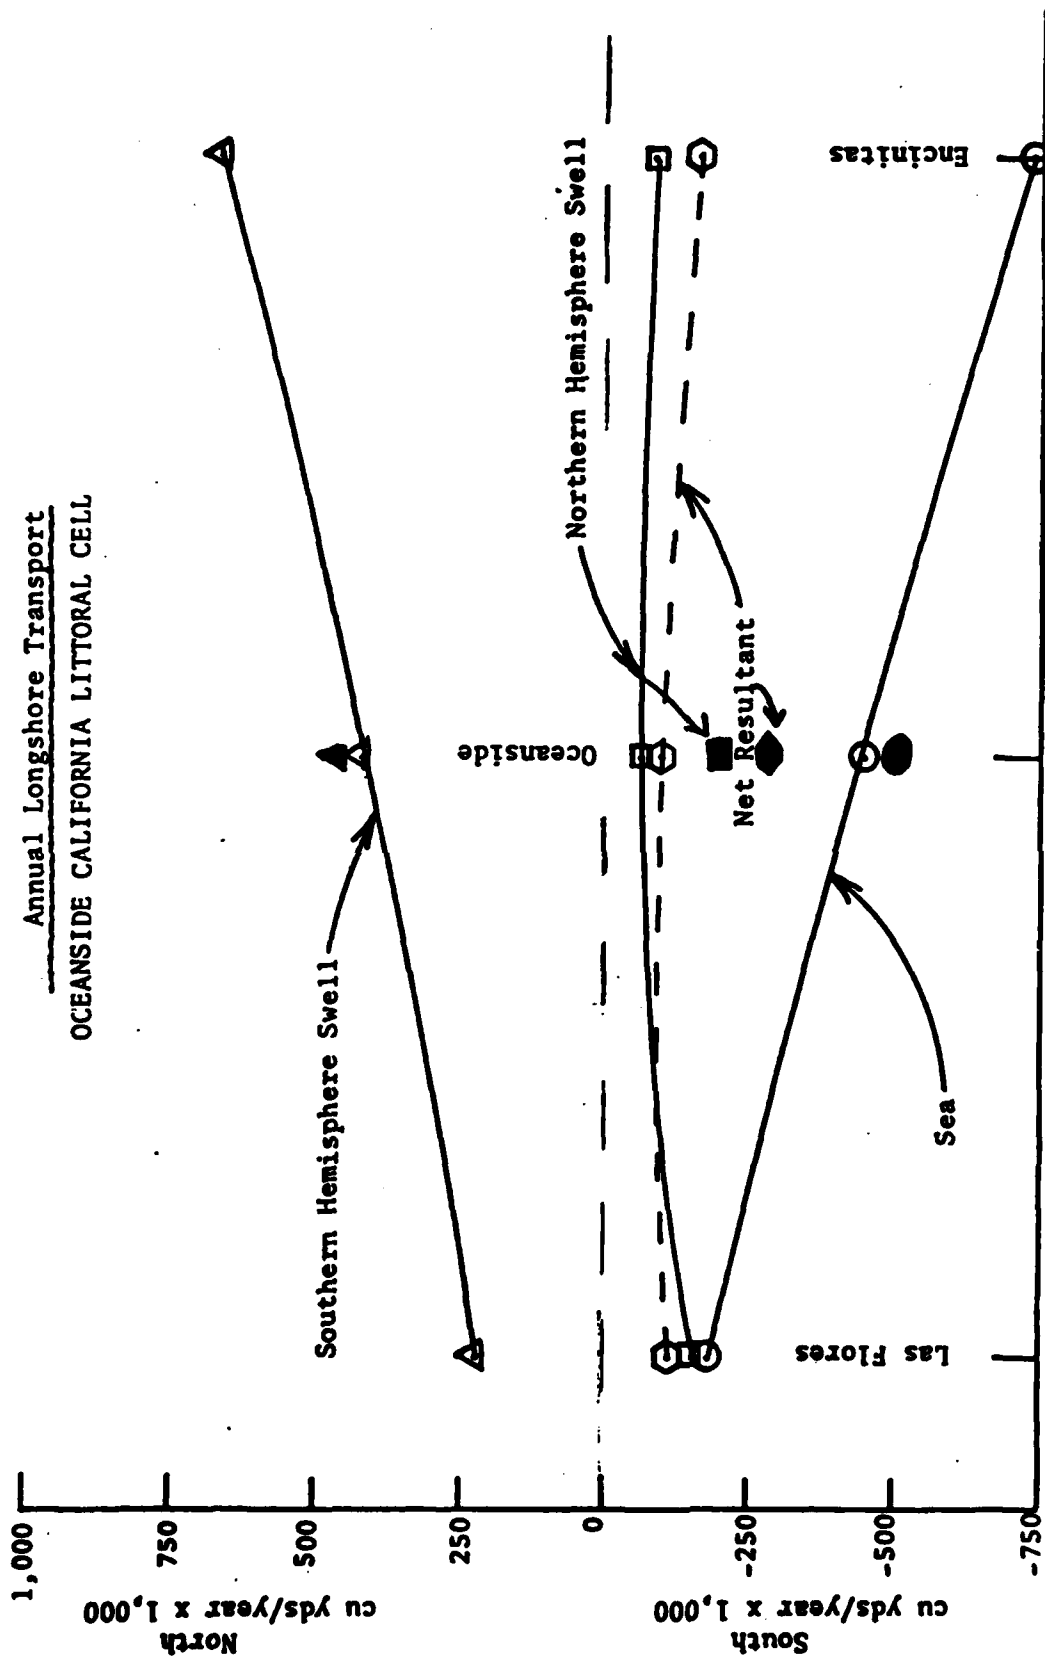 Annual Longshore Transport
OCEANSIDE CALIFORNIA LITTORAL CELL
1,000
750
500
250
0
-250
-500
-750
North
cu yds/year x 1,000
South
cu yds/year x 1,000
Southern Hemisphere Swell
Northern Hemisphere Swell
Net Resultant
Sea
Las Flores
Oceanside
Encinitas